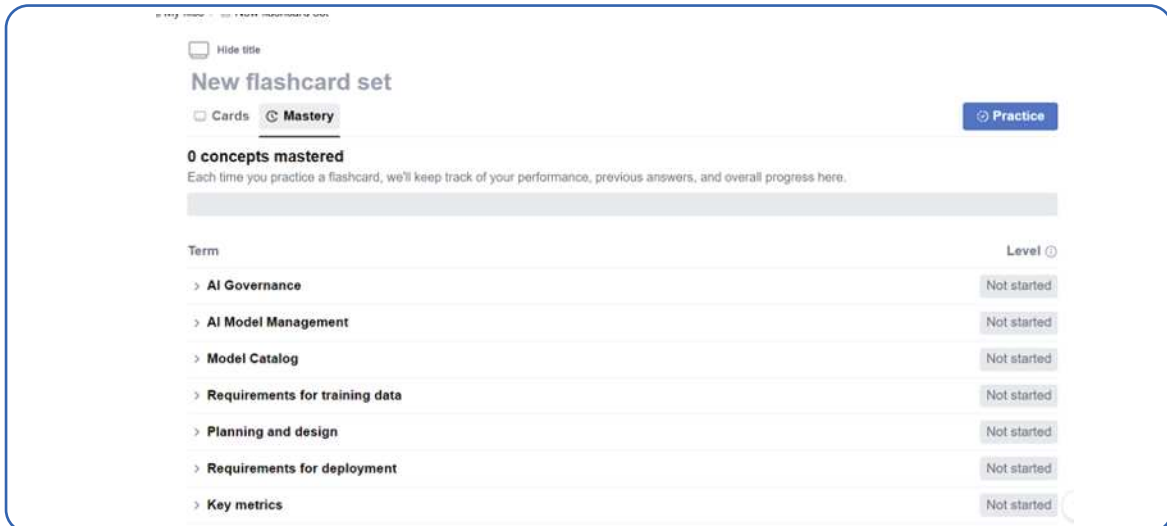 Hide title
New flashcard set
Cards Mastery Practice
0 concepts mastered
Each time you practice a flashcard, we'll keep track of your performance, previous answers, and overall progress here.
Term Level
AI Governance Not started
AI Model Management Not started
Model Catalog Not started
Requirements for training data Not started
Planning and design Not started
Requirements for deployment Not started
Key metrics Not started